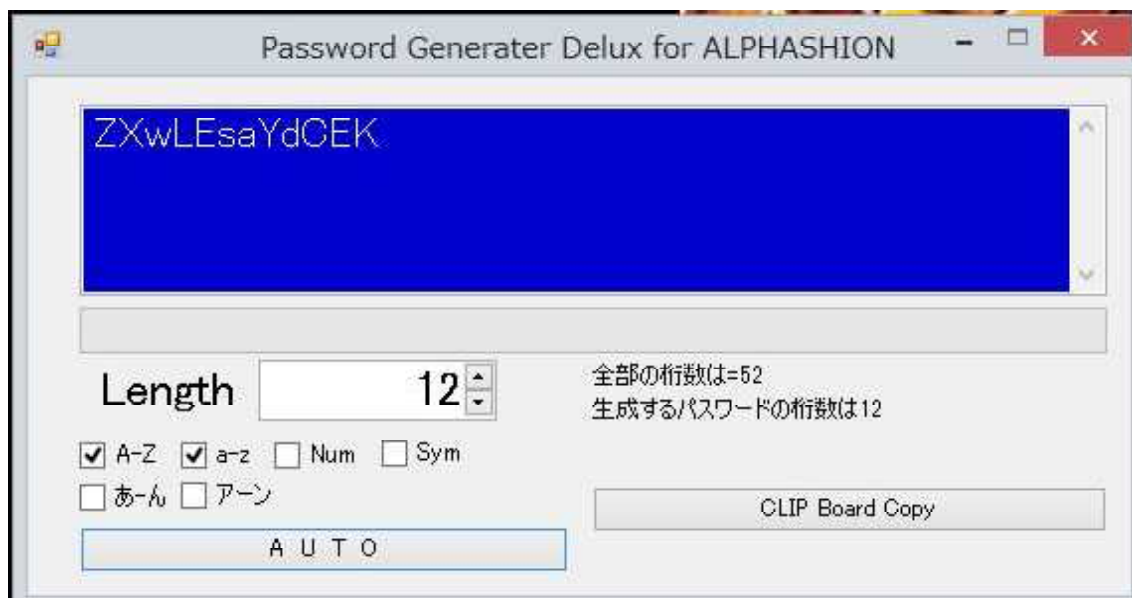 Password Generater Delux for ALPHASHION
ZXwLEsaYdCEK
Length 12
全部の桁数は=52
生成するパスワードの桁数は12
A-Z a-z Num Sym
あ-ん ア-ン
CLIP Board Copy
A U T O